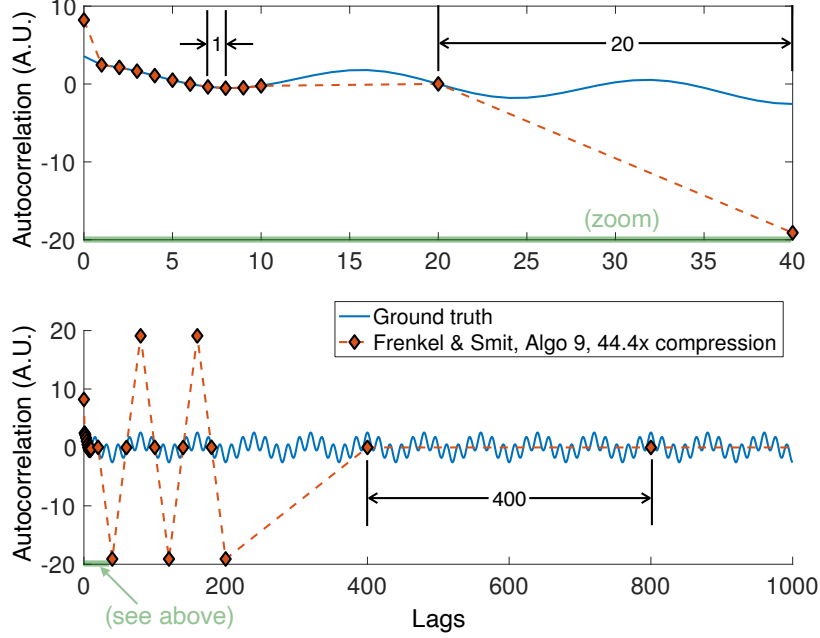 Autocorrelation (A.U.)
10
0
-10
-20
1
20
(zoom)
0 5 10 15 20 25 30 35 40
Autocorrelation (A.U.)
20
10
0
-10
-20
Ground truth
Frenkel & Smit, Algo 9, 44.4x compression
400
0 200 400 600 800 1000
(see above)
Lags